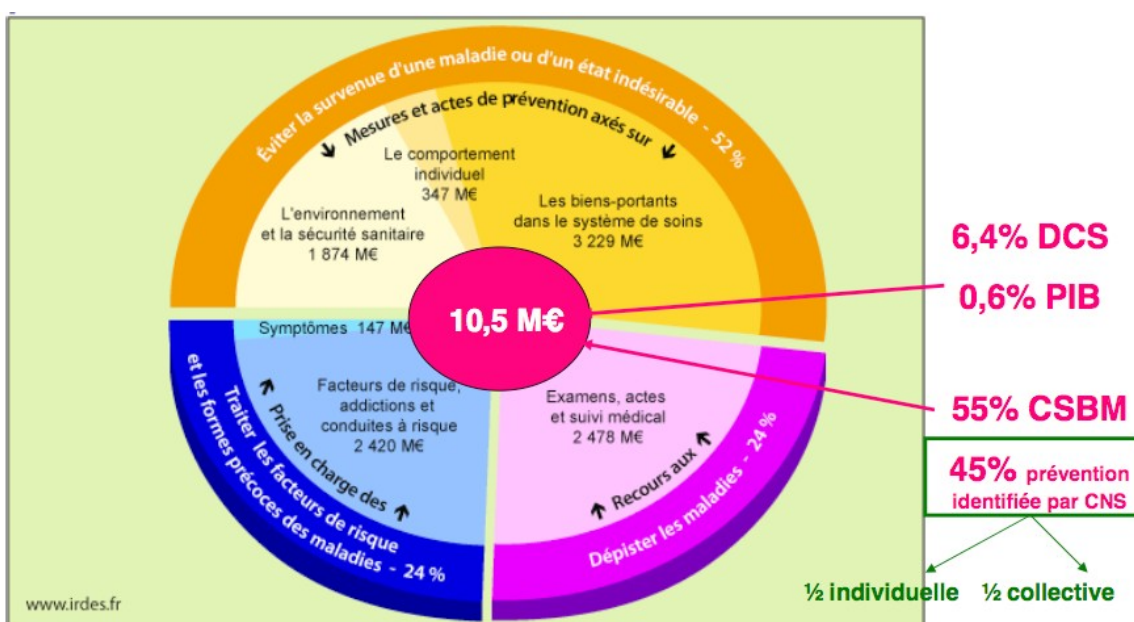 Éviter la survenue d'une maladie ou d'un état indésirable - 52 %
Mesures et actes de prévention axés sur
Le comportement
individuel
347 M€
L'environnement
et la sécurité sanitaire
1 874 M€
Les biens-portants
dans le système de soins
3 229 M€
10,5 M€
6,4% DCS
0,6% PIB
Symptômes 147 M€
Facteurs de risque,
addictions et
conduites à risque
2 420 M€
Prise en charge des
Traiter les facteurs de risque
et les formes précoces des maladies - 24 %
Examens, actes
et suivi médical
2 478 M€
Recours aux
Dépister les maladies - 24 %
55% CSBM
45% prévention
identifiée par CNS
½ individuelle
½ collective
www.irdes.fr